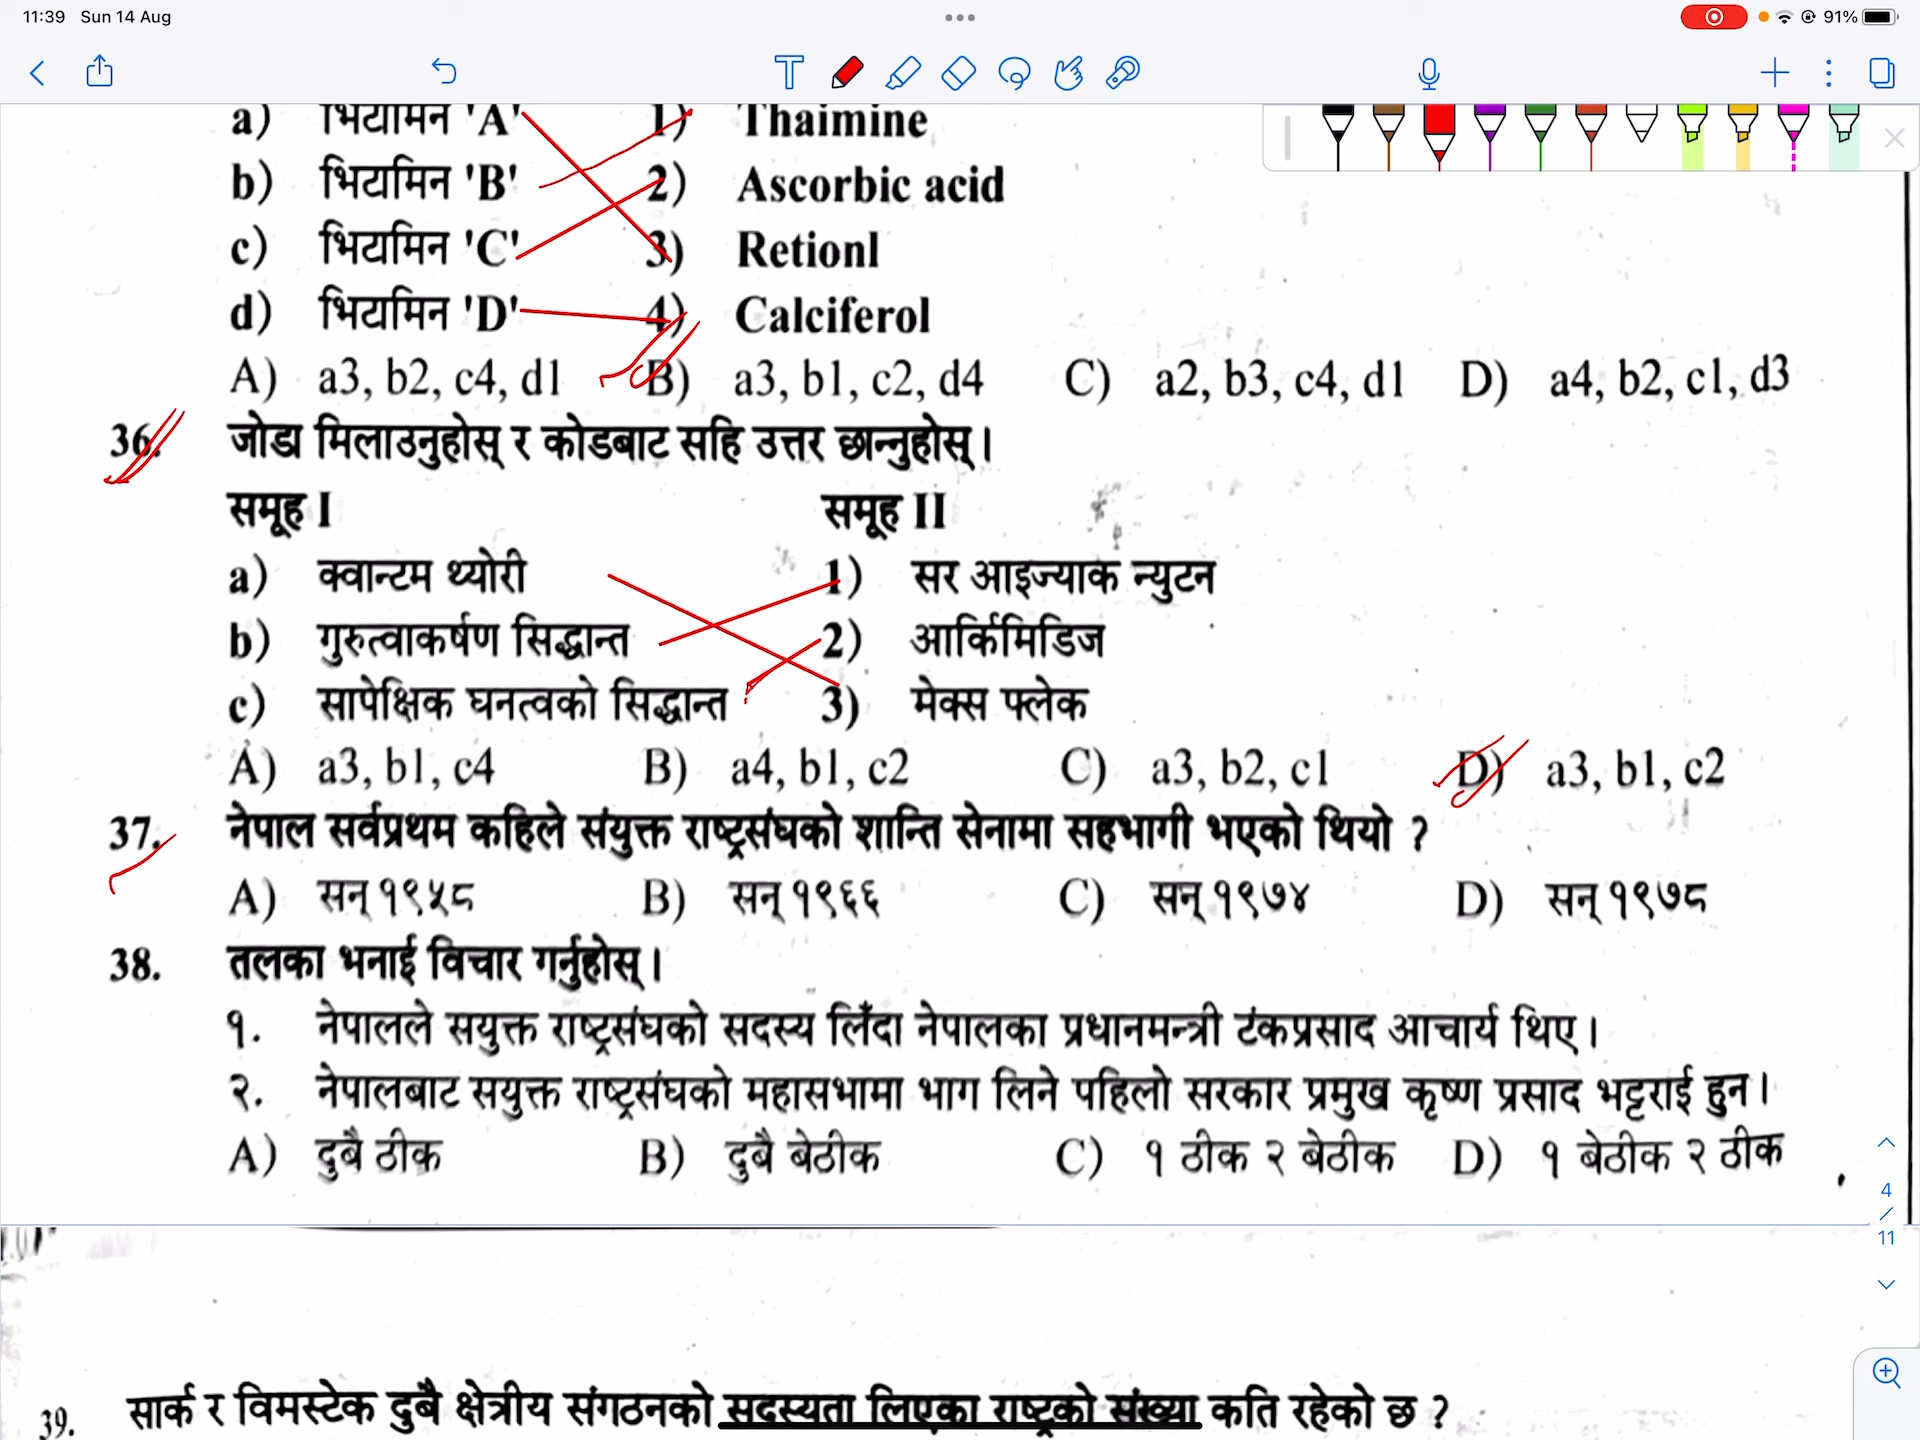 11:39 Sun 14 Aug 91%
a) भिटामिन 'A' 1) Thaimine
b) भिटामिन 'B' 2) Ascorbic acid
c) भिटामिन 'C' 3) Retionl
d) भिटामिन 'D' 4) Calciferol
A) a3, b2, c4, d1 B) a3, b1, c2, d4 C) a2, b3, c4, d1 D) a4, b2, c1, d3
36. जोडा मिलाउनुहोस् र कोडबाट सहि उत्तर छान्नुहोस्।
समूह I समूह II
a) क्वान्टम थ्योरी 1) सर आइज्याक न्युटन
b) गुरुत्वाकर्षण सिद्धान्त 2) आर्किमिडिज
c) सापेक्षिक घनत्वको सिद्धान्त 3) मेक्स फ्लेक
A) a3, b1, c4 B) a4, b1, c2 C) a3, b2, c1 D) a3, b1, c2
37. नेपाल सर्वप्रथम कहिले संयुक्त राष्ट्रसंघको शान्ति सेनामा सहभागी भएको थियो ?
A) सन् १९५८ B) सन् १९६६ C) सन् १९७४ D) सन् १९७८
38. तलका भनाई विचार गर्नुहोस्।
१. नेपालले सयुक्त राष्ट्रसंघको सदस्य लिँदा नेपालका प्रधानमन्त्री टंकप्रसाद आचार्य थिए।
२. नेपालबाट सयुक्त राष्ट्रसंघको महासभामा भाग लिने पहिलो सरकार प्रमुख कृष्ण प्रसाद भट्टराई हुन।
A) दुबै ठीक B) दुबै बेठीक C) १ ठीक २ बेठीक D) १ बेठीक २ ठीक
4
/
11
39. सार्क र विमस्टेक दुबै क्षेत्रीय संगठनको सदस्यता लिएका राष्ट्रको संख्या कति रहेको छ ?